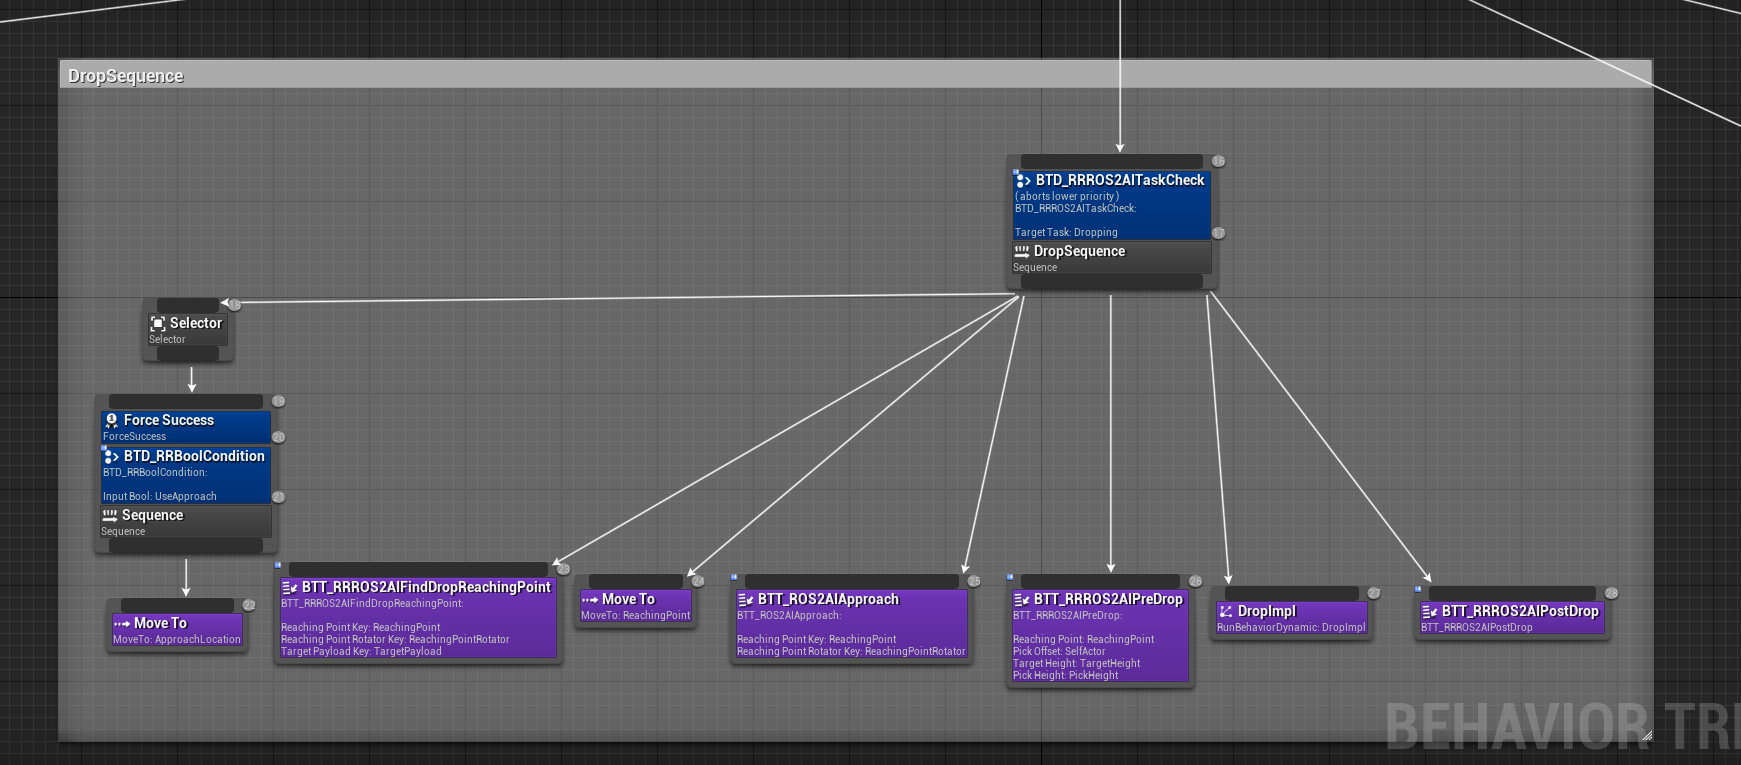 DropSequence
16
BTD_RRROS2AITaskCheck
( aborts lower priority )
BTD_RRROS2AITaskCheck:
Target Task: Dropping
17
DropSequence
Sequence
18
Selector
Selector
19
Force Success
ForceSuccess
20
BTD_RRBoolCondition
BTD_RRBoolCondition:
Input Bool: UseApproach
21
Sequence
Sequence
22
Move To
MoveTo: ApproachLocation
23
BTT_RRROS2AIFindDropReachingPoint
BTT_RRROS2AIFindDropReachingPoint:
Reaching Point Key: ReachingPoint
Reaching Point Rotator Key: ReachingPointRotator
Target Payload Key: TargetPayload
24
Move To
MoveTo: ReachingPoint
25
BTT_ROS2AIApproach
BTT_ROS2AIApproach:
Reaching Point Key: ReachingPoint
Reaching Point Rotator Key: ReachingPointRotator
26
BTT_RRROS2AIPreDrop
BTT_RRROS2AIPreDrop:
Reaching Point: ReachingPoint
Pick Offset: SelfActor
Target Height: TargetHeight
Pick Height: PickHeight
27
DropImpl
RunBehaviorDynamic: DropImpl
28
BTT_RRROS2AIPostDrop
BTT_RRROS2AIPostDrop
BEHAVIOR TR